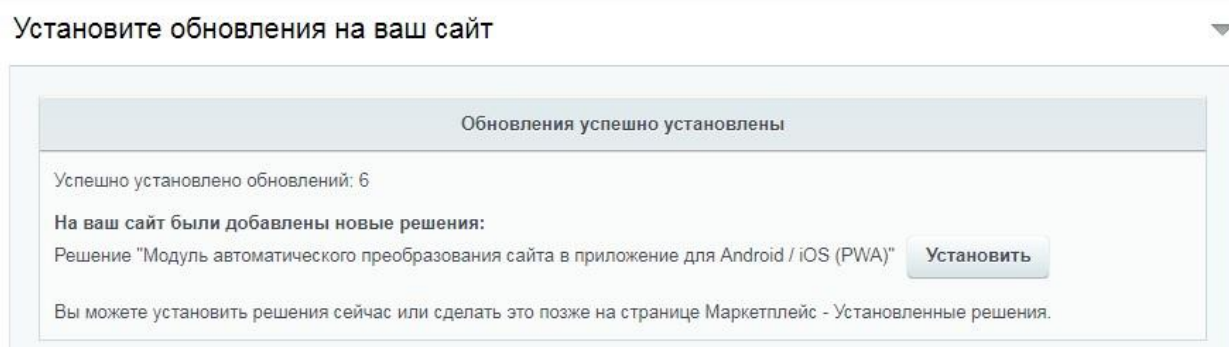 Установите обновления на ваш сайт
Обновления успешно установлены
Успешно установлено обновлений: 6
На ваш сайт были добавлены новые решения:
Решение "Модуль автоматического преобразования сайта в приложение для Android / iOS (PWA)" Установить
Вы можете установить решения сейчас или сделать это позже на странице Маркетплейс - Установленные решения.